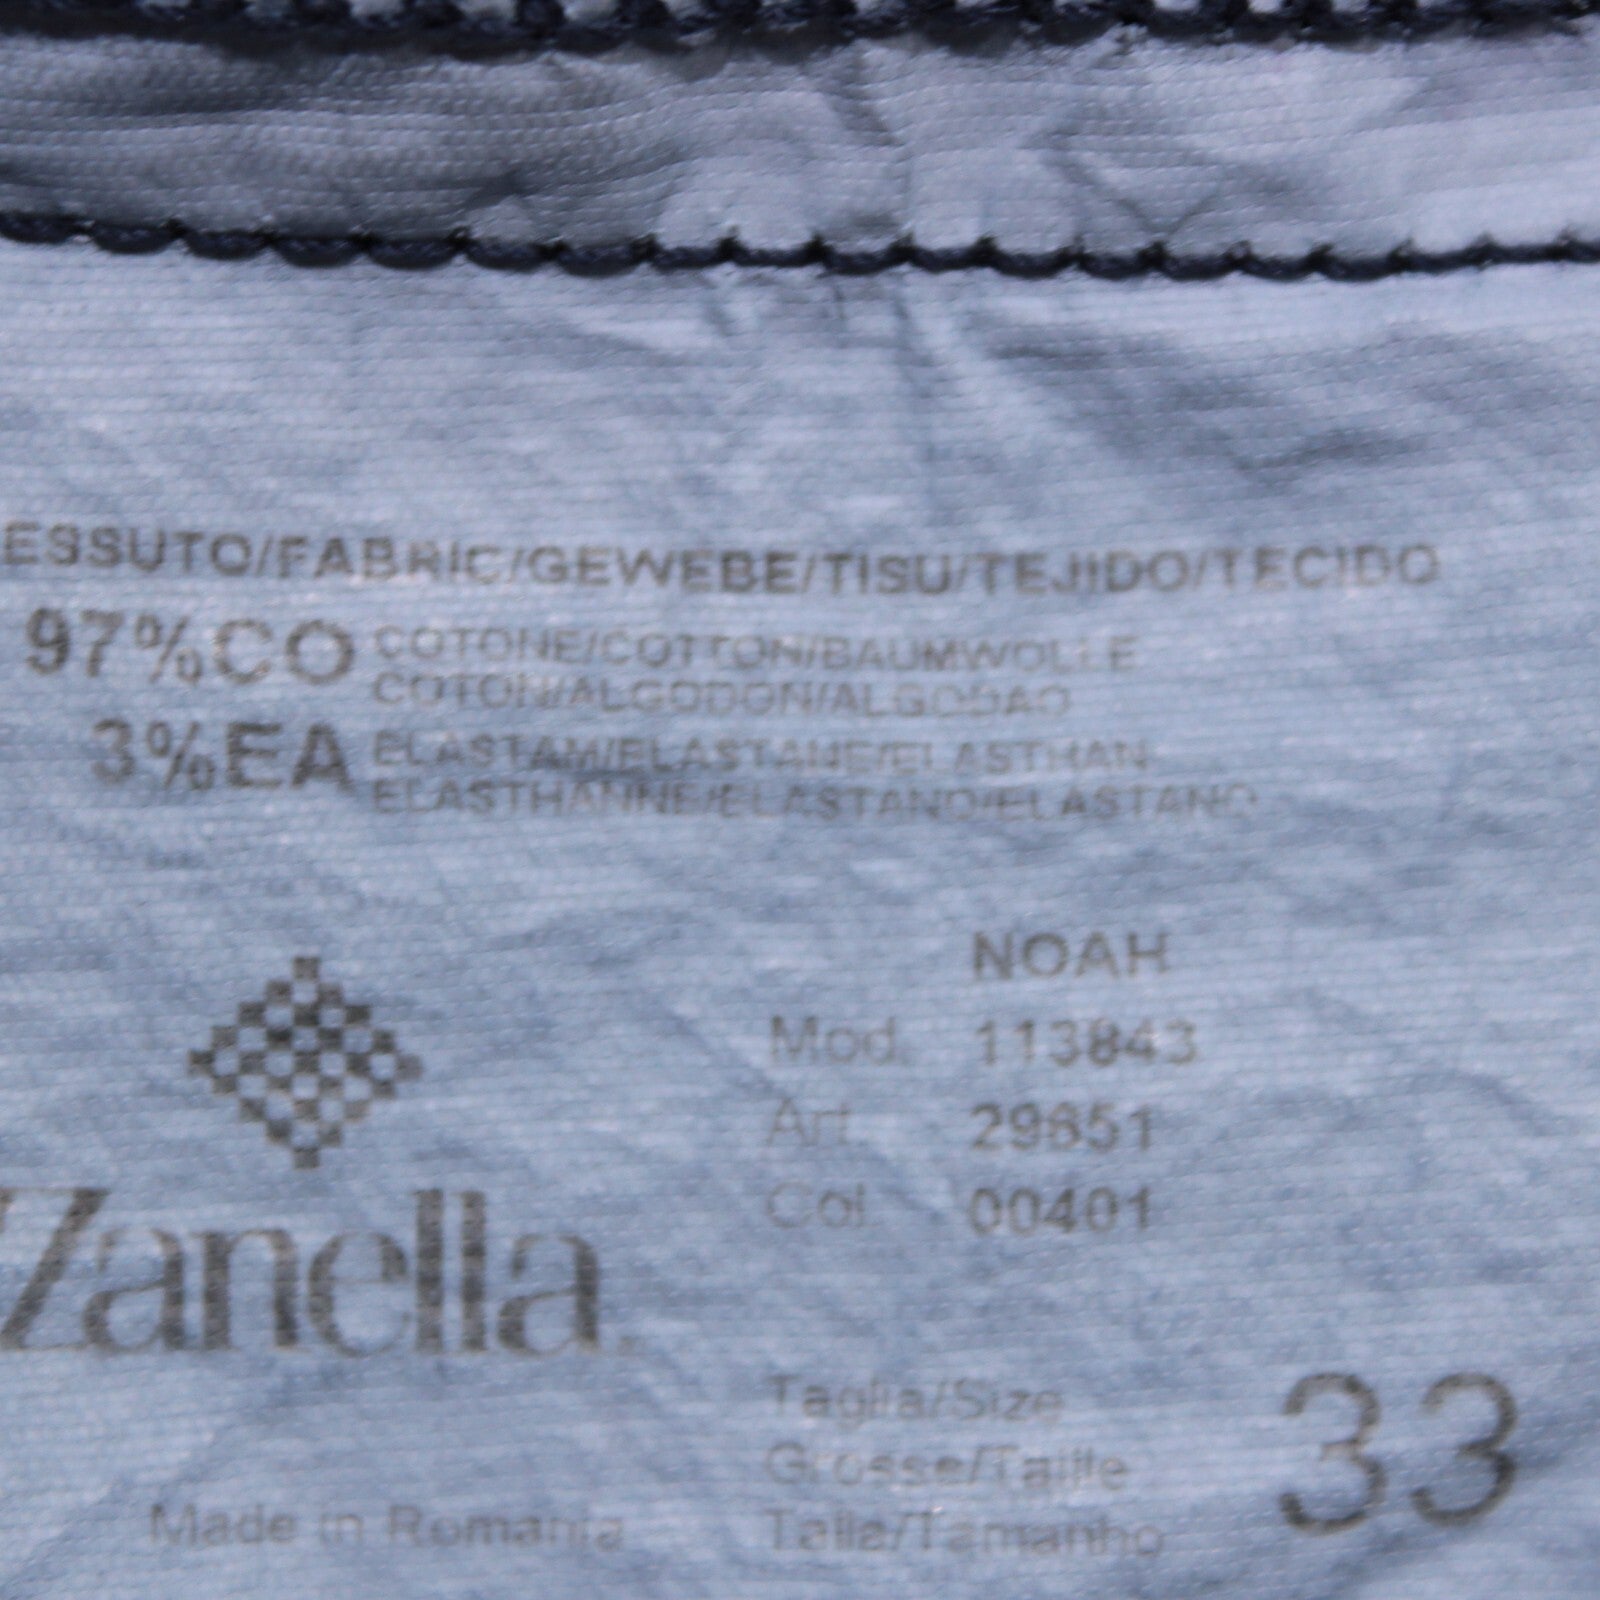 ESSUTO/FABRIC/GEWEBE/TISU/TEJIDO/TECIDO
97%CO COTONE/COTTON/BAUMWOLLE
COTON/ALGODON/ALGODAO
3%EA ELASTAM/ELASTANE/ELASTHAN
ELASTHANNE/ELASTANO/ELASTANO
NOAH
Mod. 113843
Art. 29651
Col. 00401
Zanella
Taglia/Size
Grosse/Taille
Talla/Tamanho
33
Made in Romania